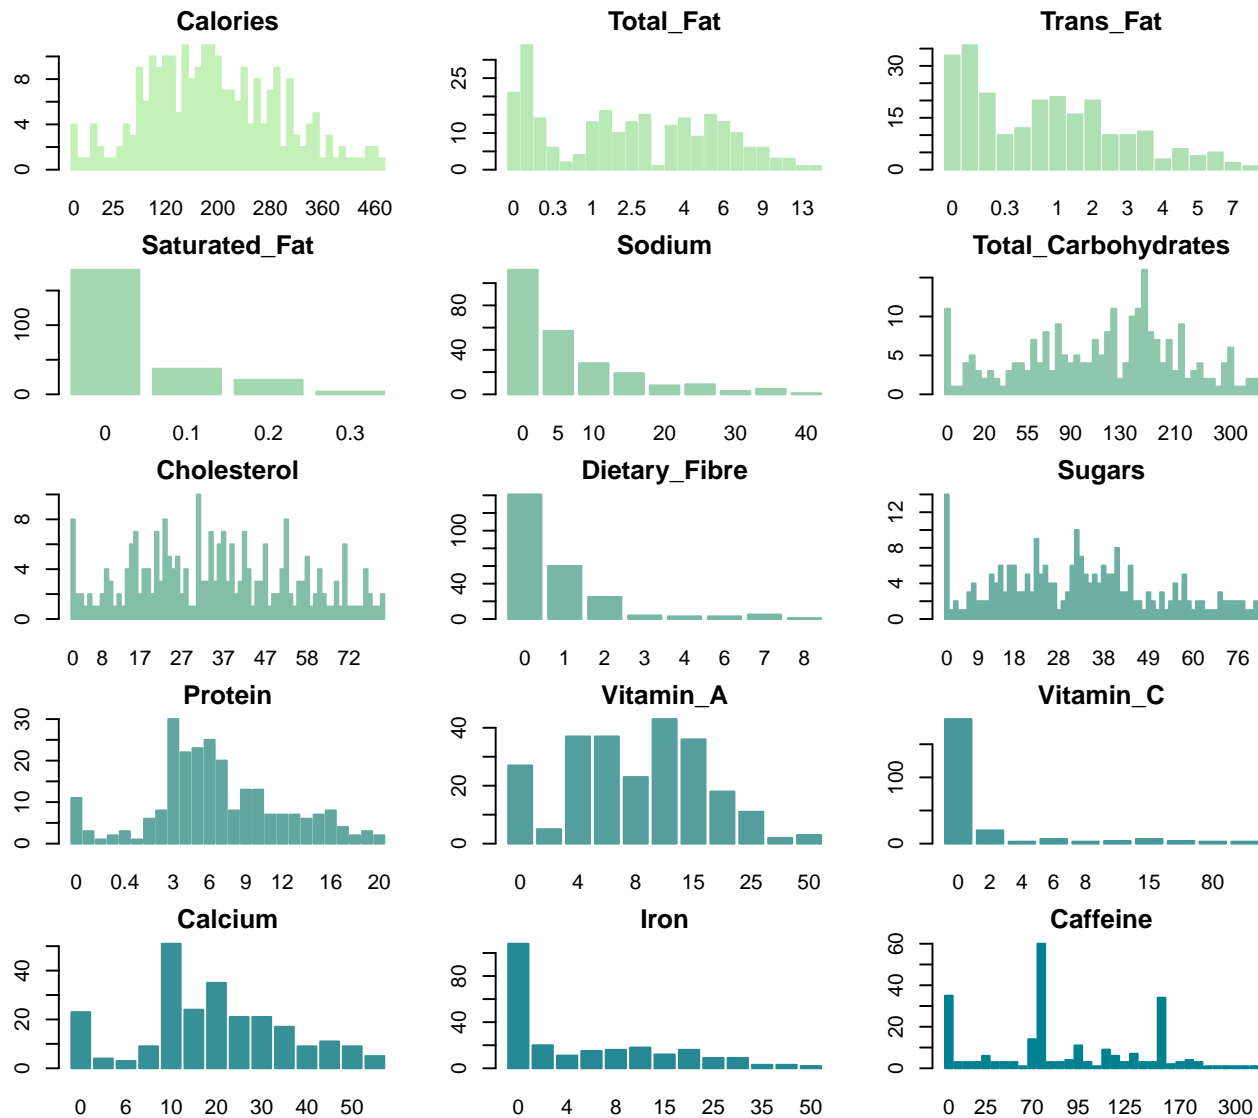 Calories
Total_Fat
Trans_Fat
0 4 8
0 10 25
0 15 30
0 25 120 200 280 360 460
0 0.3 1 2.5 4 6 9 13
0 0.3 1 2 3 4 5 7
Saturated_Fat
Sodium
Total_Carbohydrates
0 100
0 40 80
0 5 10
0 0.1 0.2 0.3
0 5 10 20 30 40
0 20 55 90 130 210 300
Cholesterol
Dietary_Fibre
Sugars
0 4 8
0 40 100
0 4 8 12
0 8 17 27 37 47 58 72
0 1 2 3 4 6 7 8
0 9 18 28 38 49 60 76
Protein
Vitamin_A
Vitamin_C
0 10 20 30
0 20 40
0 100
0 0.4 3 6 9 12 16 20
0 4 8 15 25 50
0 2 4 6 8 15 80
Calcium
Iron
Caffeine
0 20 40
0 40 80
0 20 40 60
0 6 10 20 30 50
0 4 8 15 25 35 50
0 25 70 95 125 170 300